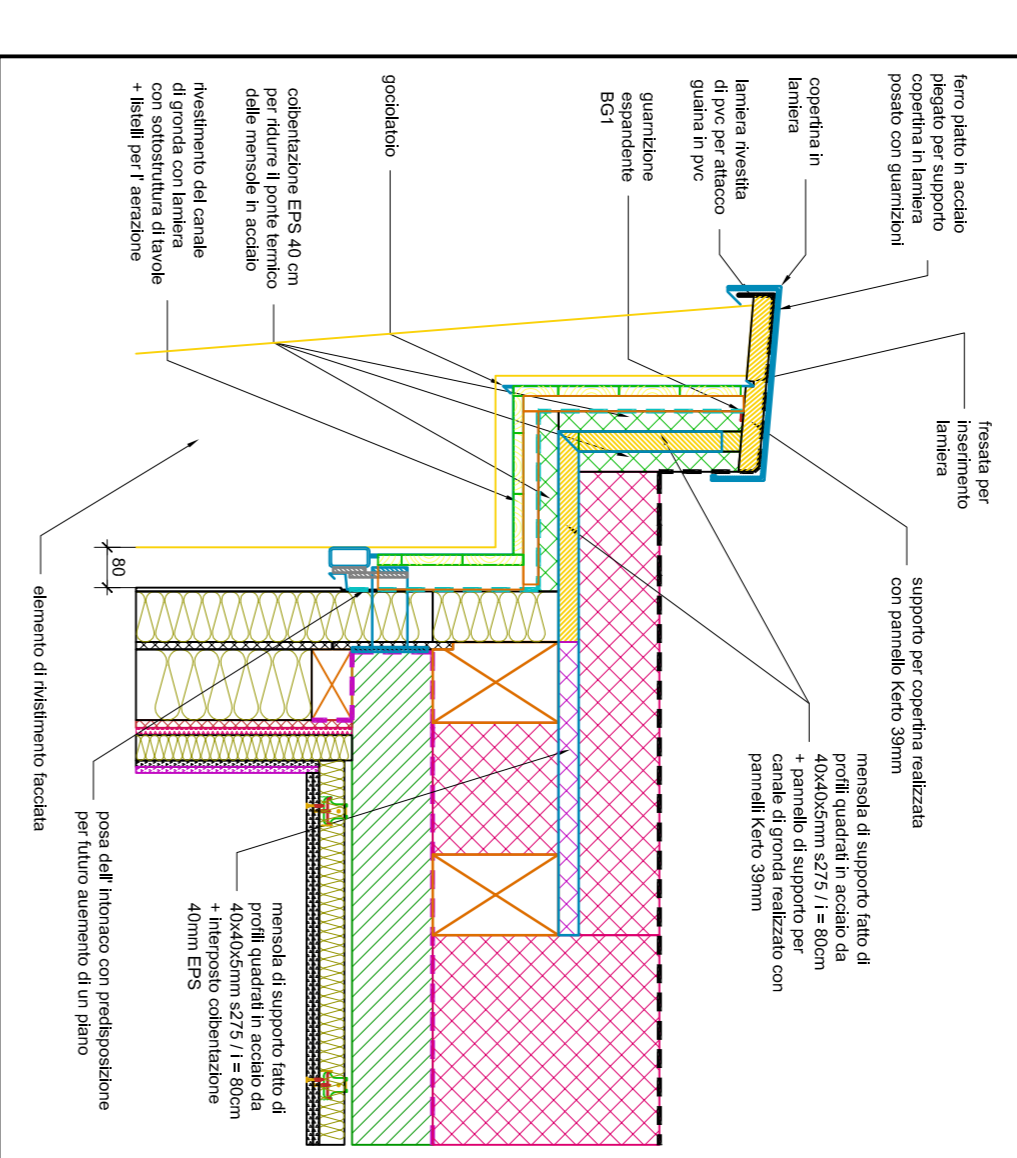 ferro piatto in acciaio
piegato per supporto
copertina in lamiera
posato con guarnizioni
copertina in
lamiera
lamiera rivestita
di pvc per attacco
guaina in pvc
guarnizione
espandente
BG1
gociolatoio
coibentazione EPS 40 cm
per ridurre il ponte termico
delle mensole in acciaio
rivestimento del canale
di gronda con lamiera
con sottostruttura di tavole
+ listelli per l' aerazione
fresata per
inserimento
lamiera
supporto per copertina realizzata
con pannello Kerto 39mm
mensola di supporto fatto di
profili quadrati in acciaio da
40x40x5mm s275 / i = 80cm
+ pannello di supporto per
canale di gronda realizzato con
pannelli Kerto 39mm
80
elemento di rivistimento facciata
posa dell' intonaco con predisposizione
per futuro auemento di un piano
mensola di supporto fatto di
profili quadrati in acciaio da
40x40x5mm s275 / i = 80cm
+ interposto coibentazione
40mm EPS